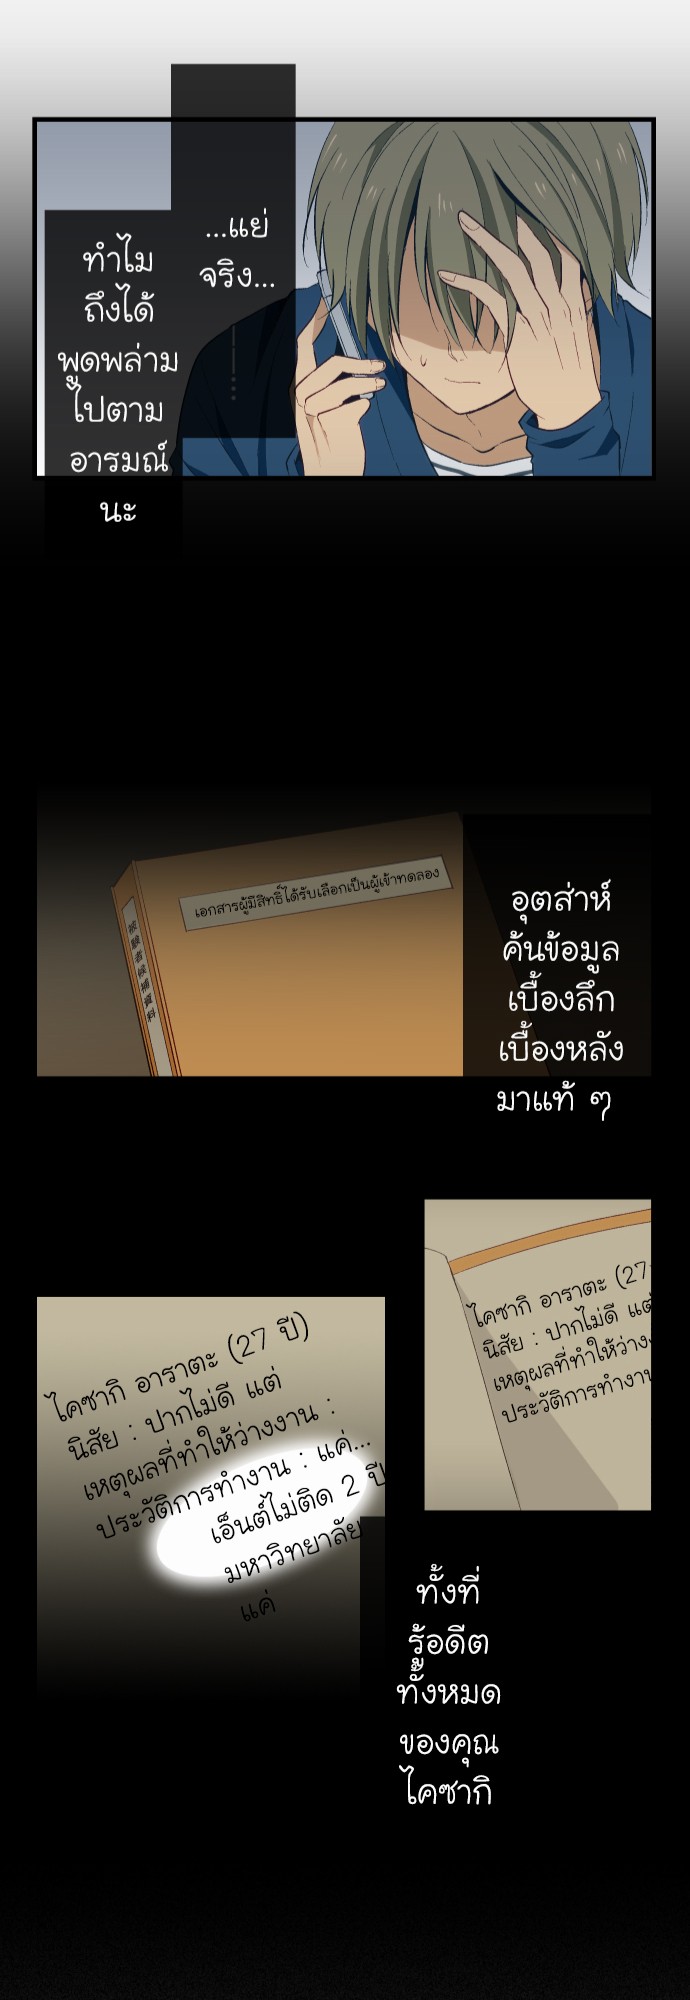 ...แย่
จริง...
ทำไม
ถึงได้
พูดพล่าม
ไปตาม
อารมณ์
นะ
เอกสารผู้มีสิทธิ์ได้รับเลือกเป็นผู้เข้าทดลอง
被験者候補資料
อุตส่าห์
ค้นข้อมูล
เบื้องลึก
เบื้องหลัง
มาแท้ ๆ
ไคซากิ อาราตะ (27
นิสัย : ปากไม่ดี แต่
เหตุผลที่ทำให้ว่างง
ประวัติการทำงาน
ไคซากิ อาราตะ (27 ปี)
นิสัย : ปากไม่ดี แต่
เหตุผลที่ทำให้ว่างงาน :
ประวัติการทำงาน : แค่...
เอ็นต์ไม่ติด 2 ปี
มหาวิทยาลัย
แค่
ทั้งที่
รู้อดีต
ทั้งหมด
ของคุณ
ไคซากิ